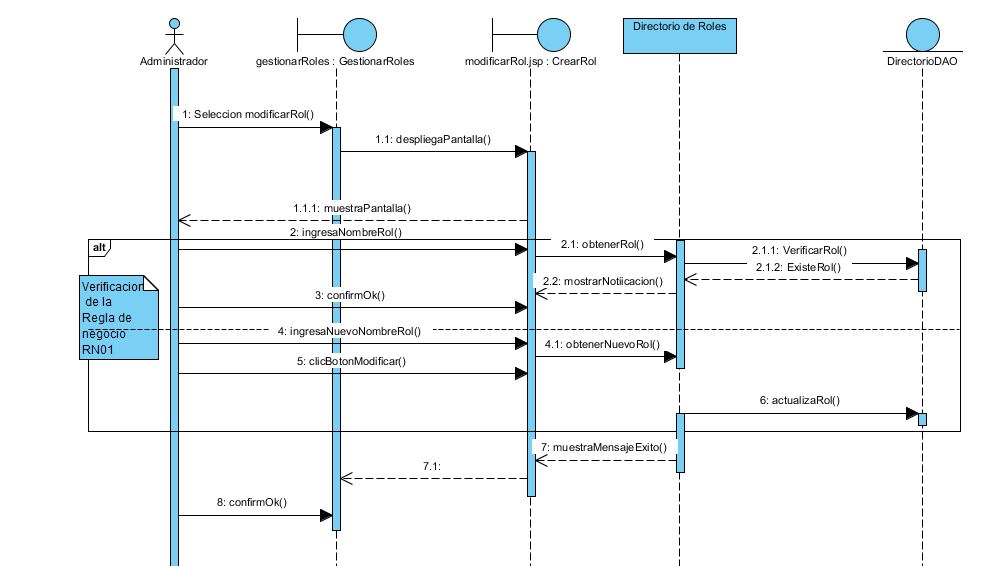 Directorio de Roles
Administrador
gestionarRoles : GestionarRoles
modificarRol.jsp : CrearRol
DirectorioDAO
1: Seleccion modificarRol()
1.1: despliegaPantalla()
1.1.1: muestraPantalla()
2: ingresaNombreRol()
alt
2.1: obtenerRol()
2.1.1: VerificarRol()
2.1.2: ExisteRol()
2.2: mostrarNotiicacion()
Verificacion
de la
Regla de
negocio
RN01
3: confirmOk()
4: ingresaNuevoNombreRol()
4.1: obtenerNuevoRol()
5: clicBotonModificar()
6: actualizaRol()
7: muestraMensajeExito()
7.1:
8: confirmOk()